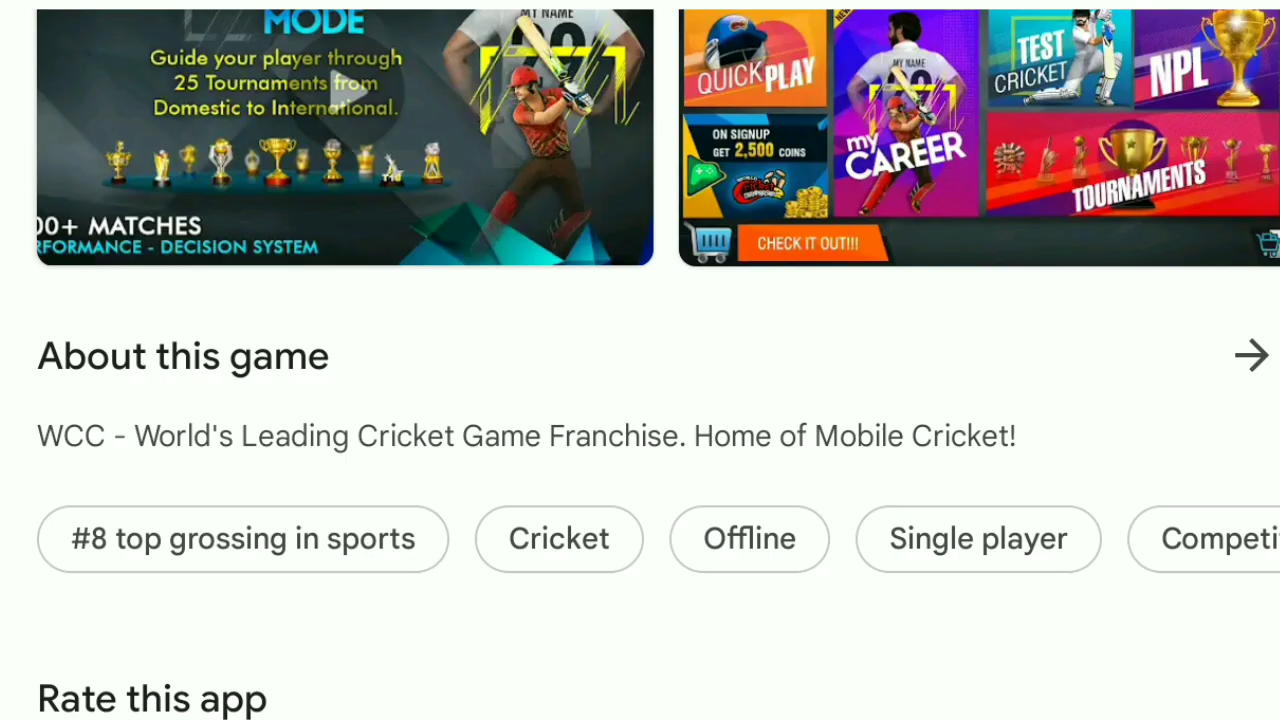 MODE
Guide your player through
25 Tournaments from
Domestic to International.
00+ MATCHES
RFORMANCE - DECISION SYSTEM
MY NAME
QUICK PLAY
ON SIGNUP
GET 2,500 COINS
MY NAME
my
CAREER
TEST
CRICKET
NPL
TOURNAMENTS
CHECK IT OUT!!!
About this game
WCC - World's Leading Cricket Game Franchise. Home of Mobile Cricket!
#8 top grossing in sports
Cricket
Offline
Single player
Competi
Rate this app